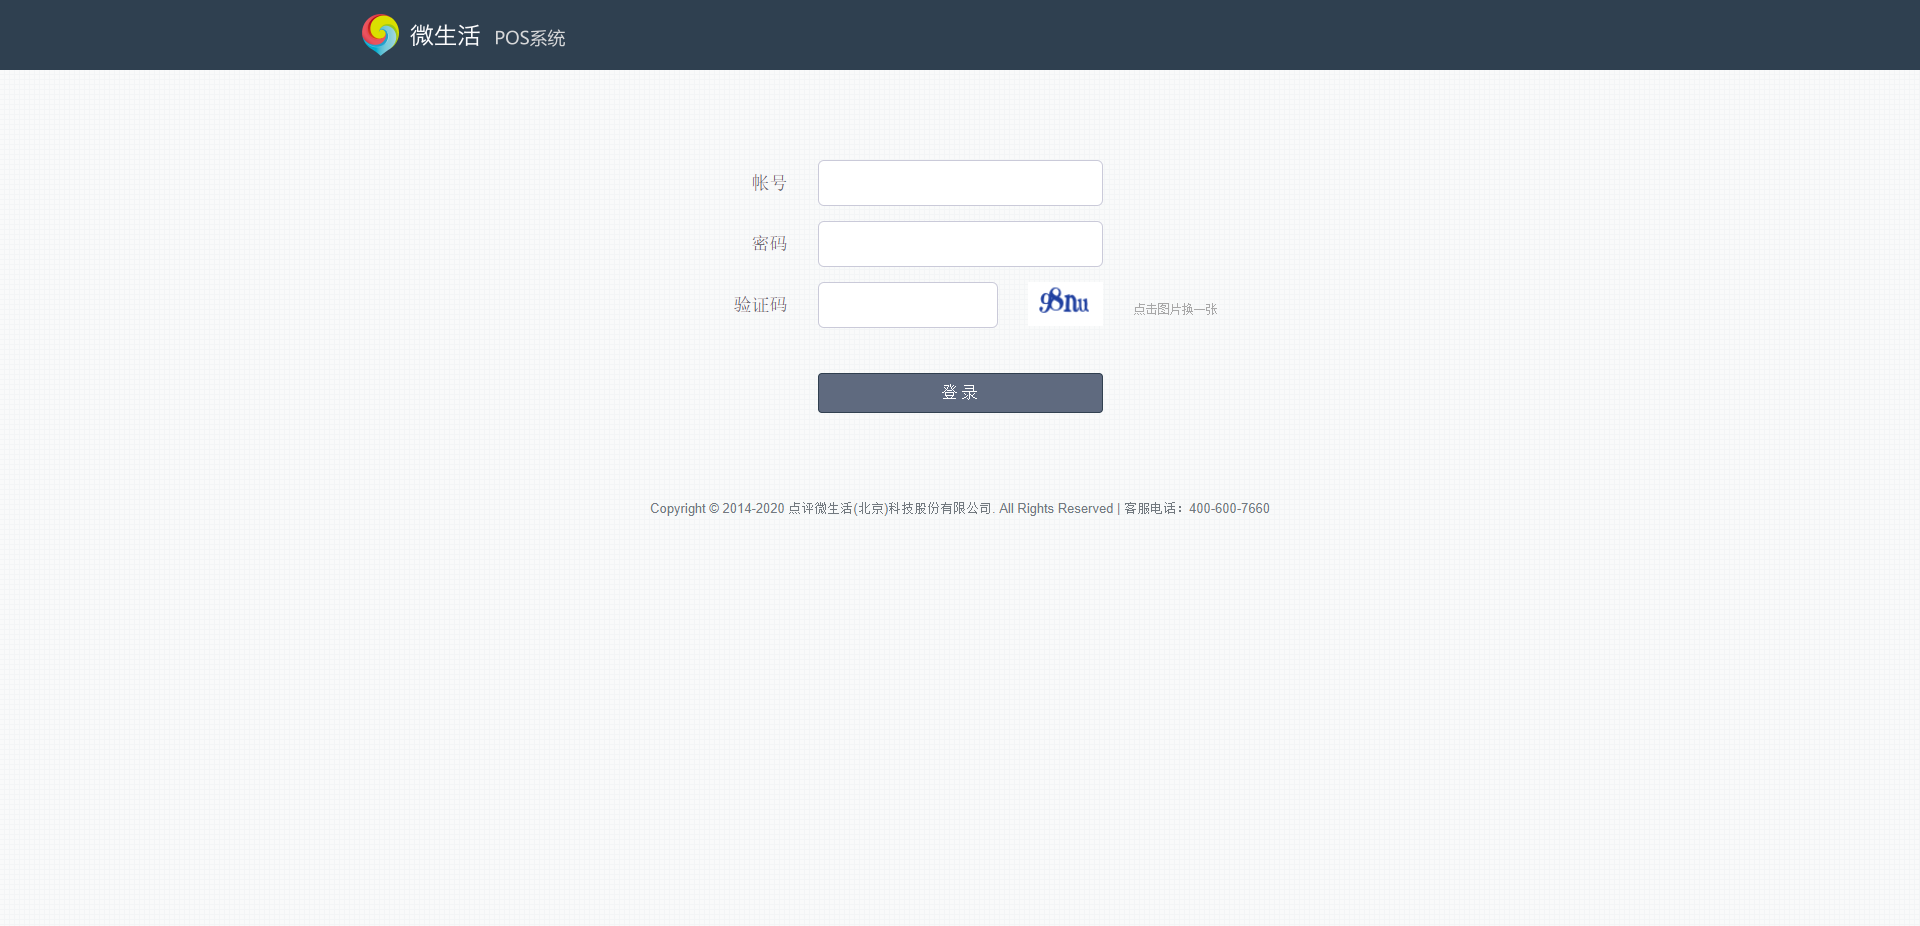 微生活 POS系统
帐号
密码
验证码 98nu 点击图片换一张
登 录
Copyright © 2014-2020 点评微生活(北京)科技股份有限公司. All Rights Reserved | 客服电话：400-600-7660